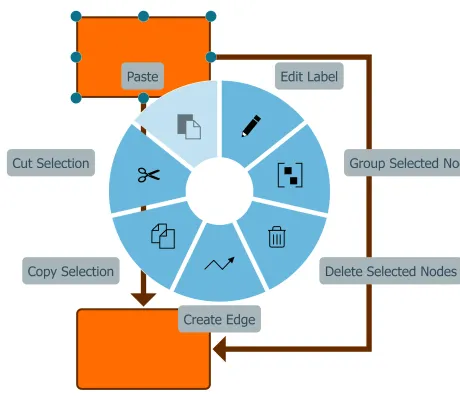 Paste
Edit Label
Cut Selection
Group Selected No
Copy Selection
Delete Selected Nodes
Create Edge